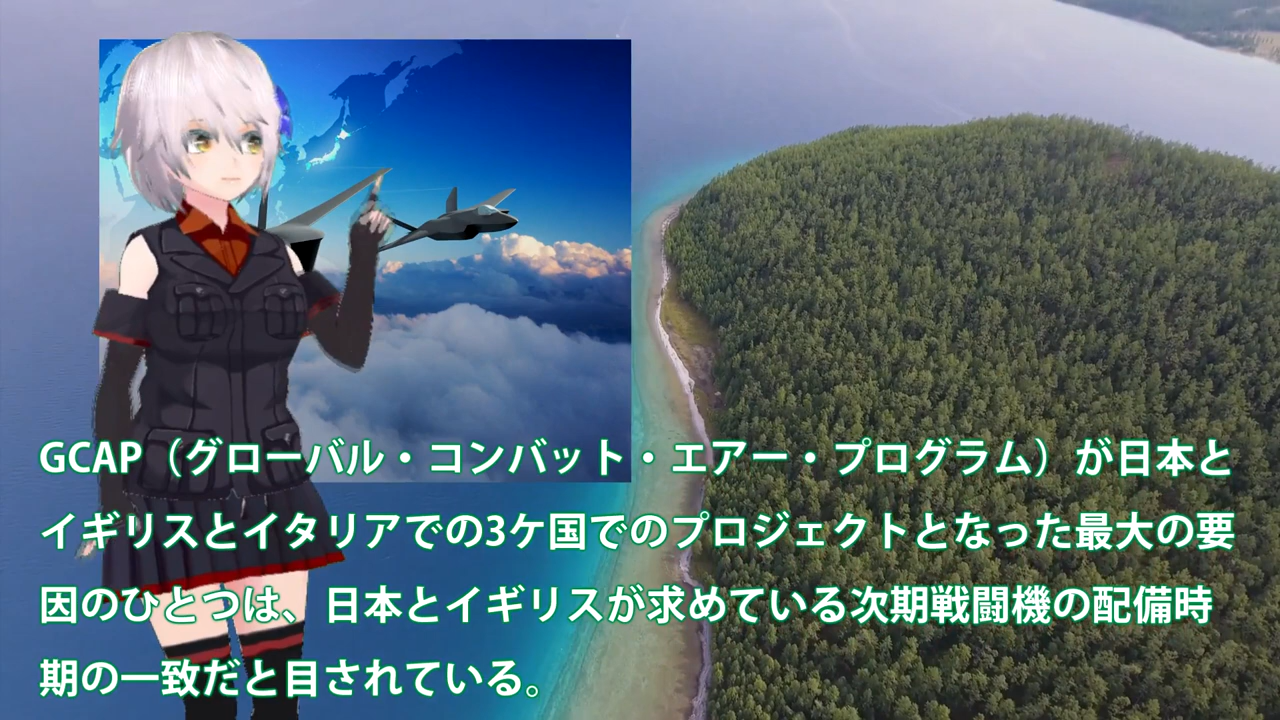 GCAP（グローバル・コンバット・エアー・プログラム）が日本と
イギリスとイタリアでの3ケ国でのプロジェクトとなった最大の要
因のひとつは、日本とイギリスが求めている次期戦闘機の配備時
期の一致だと目されている。